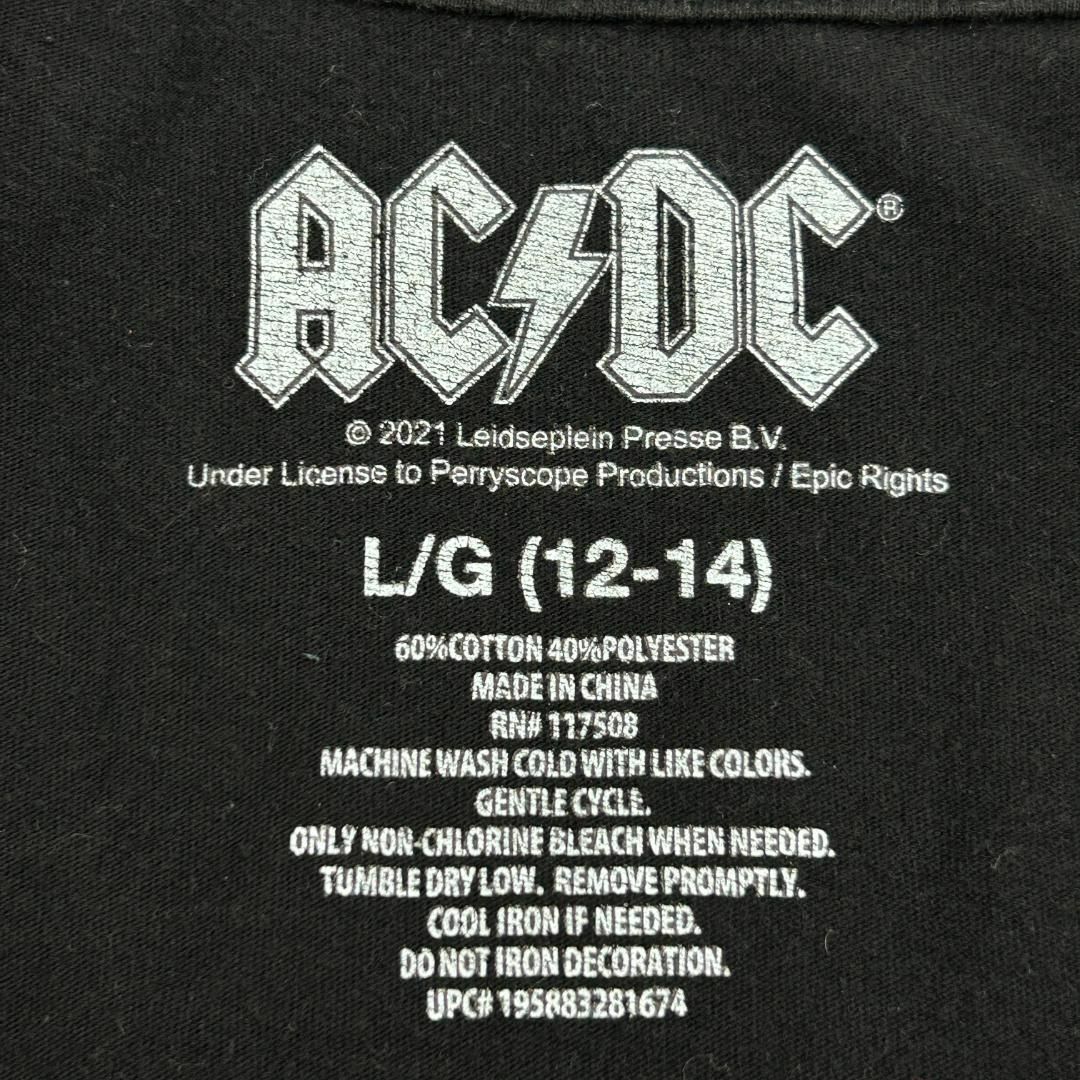 AC/DC®
© 2021 Leidseplein Presse B.V.
Under License to Perryscope Productions / Epic Rights
L/G (12-14)
60%COTTON 40%POLYESTER
MADE IN CHINA
RN# 117508
MACHINE WASH COLD WITH LIKE COLORS.
GENTLE CYCLE.
ONLY NON-CHLORINE BLEACH WHEN NEEDED.
TUMBLE DRY LOW. REMOVE PROMPTLY.
COOL IRON IF NEEDED.
DO NOT IRON DECORATION.
UPC# 195883281674